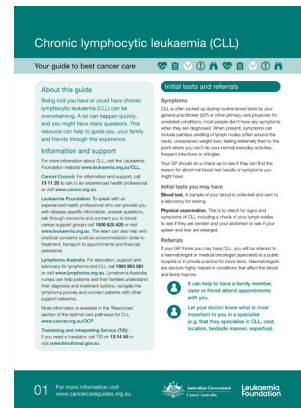 Chronic lymphocytic leukaemia (CLL)
Your guide to best cancer care
About this guide
Being told you have or could have chronic
lymphocytic leukaemia (CLL) can be
overwhelming. A lot can happen quickly,
and you might have many questions. This
resource can help to guide you, your family
and friends through this experience.
Information and support
For more information about CLL, visit the Leukaemia
Foundation website www.leukaemia.org.au/CLL.
Cancer Council: For information and support, call
13 11 20 to talk to an experienced health professional
or visit www.cancer.org.au.
Leukaemia Foundation: To speak with an
experienced health professional who can provide you
with disease-specific information, answer questions,
talk through concerns and connect you to blood
cancer support groups call 1800 620 420 or visit
www.leukaemia.org.au. The team can also help with
practical concerns such as accommodation close to
treatment, transport to appointments and financial
assistance.
Lymphoma Australia: For education, support and
advocacy for lymphoma and CLL, call 1800 953 081
or visit www.lymphoma.org.au. Lymphoma Australia
nurses can help patients and their families understand
their diagnosis and treatment options, navigate the
lymphoma journey and connect patients with other
support networks.
More information is available in the 'Resources'
section of the optimal care pathways for CLL
www.cancer.org.au/OCP.
Translating and Interpreting Service (TIS):
If you need a translator, call TIS on 13 14 50 or
visit www.tisnational.gov.au.
Initial tests and referrals
Symptoms
CLL is often picked up during routine blood tests by your
general practitioner (GP) or other primary care physician for
unrelated conditions; most people don't have any symptoms
when they are diagnosed. When present, symptoms can
include painless swelling of lymph nodes (often around the
neck), unexplained weight loss, feeling extremely tired to the
point where you can't do your normal everyday activities,
frequent infections or shingles.
Your GP should do a check-up to see if they can find the
reason for abnormal blood test results or symptoms you
might have.
Initial tests you may have
Blood test. A sample of your blood is collected and sent to
a laboratory for testing.
Physical examination. This is to check for signs and
symptoms of CLL including a check of your lymph nodes
to see if they are swollen and your abdomen to see if your
spleen and liver are enlarged.
Referrals
If your GP thinks you may have CLL, you will be referred to
a haematologist or medical oncologist (specialist) at a public
hospital or in private practice for more tests. Haematologists
are doctors highly trained in conditions that affect the blood
and bone marrow.
It can help to have a family member,
carer or friend attend appointments
with you.
Let your doctor know what is most
important to you in a specialist
(e.g. that they specialise in CLL, cost,
location, bedside manner, expertise).
01
For more information visit
www.cancercareguides.org.au
Australian Government
Cancer Australia
Leukaemia
Foundation